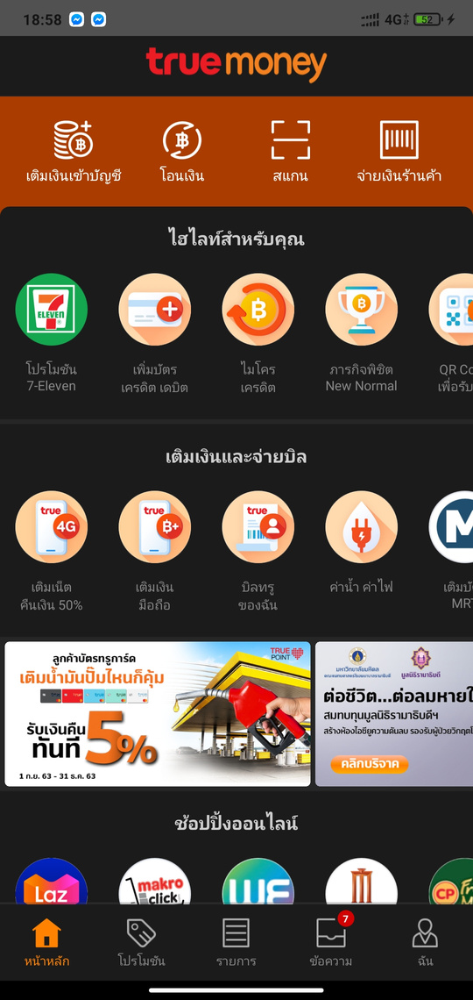 18:58
4G
52
true money
เติมเงินเข้าบัญชี
โอนเงิน
สแกน
จ่ายเงินร้านค้า
ไฮไลท์สำหรับคุณ
7
ELEVEN
โปรโมชัน
7-Eleven
เพิ่มบัตร
เครดิต เดบิต
ไมโคร
เครดิต
ภารกิจพิชิต
New Normal
QR Co
เพื่อรับ
เติมเงินและจ่ายบิล
true
4G
true
฿+
true
M
เติมเน็ต
คืนเงิน 50%
เติมเงิน
มือถือ
บิลทรู
ของฉัน
ค่าน้ำ ค่าไฟ
เติมบั
MRT
ลูกค้าบัตรทรูการ์ด
เติมน้ำมันปั๊มไหนก็คุ้ม
TRUE
POINT
รับเงินคืน
ทันที
5%
1 ก.ย. 63 - 31 ธ.ค. 63
มหาวิทยาลัยมหิดล
มูลนิธิรามาธิบดี
ต่อชีวิต...ต่อลมหายใ
สมทบทุนมูลนิธิรามาธิบดีฯ
สร้างห้องไอซียูความดันลบ รองรับผู้ป่วยวิกฤตโ
คลิกบริจาค
ช้อปปิ้งออนไลน์
Laz
makro
click
WE
CP
หน้าหลัก
โปรโมชัน
รายการ
7
ข้อความ
ฉัน